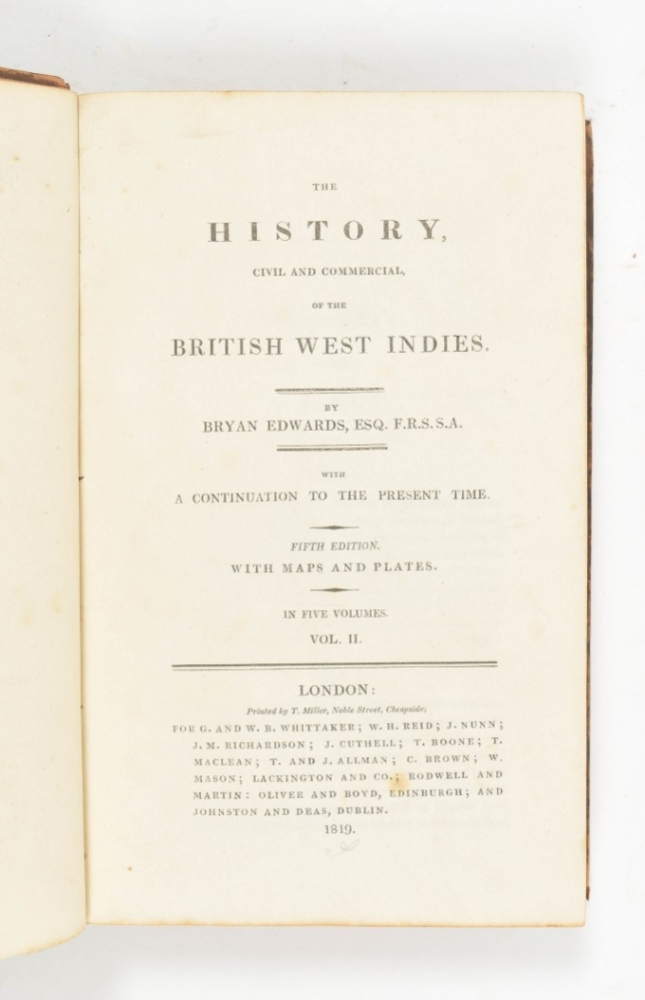 THE
HISTORY,
CIVIL AND COMMERCIAL,
OF THE
BRITISH WEST INDIES.
BY
BRYAN EDWARDS, ESQ. F.R.S. S.A.
WITH
A CONTINUATION TO THE PRESENT TIME.
FIFTH EDITION.
WITH MAPS AND PLATES.
IN FIVE VOLUMES.
VOL. II.
LONDON:
Printed by T. Miller, Noble Street, Cheapside;
FOR G. AND W. B. WHITTAKER; W. H. REID; J. NUNN;
J. M. RICHARDSON; J. CUTHELL; T. BOONE; T.
MACLEAN; T. AND J. ALLMAN; C. BROWN; W.
MASON; LACKINGTON AND CO.; RODWELL AND
MARTIN: OLIVER AND BOYD, EDINBURGH; AND
JOHNSTON AND DEAS, DUBLIN.
1819.